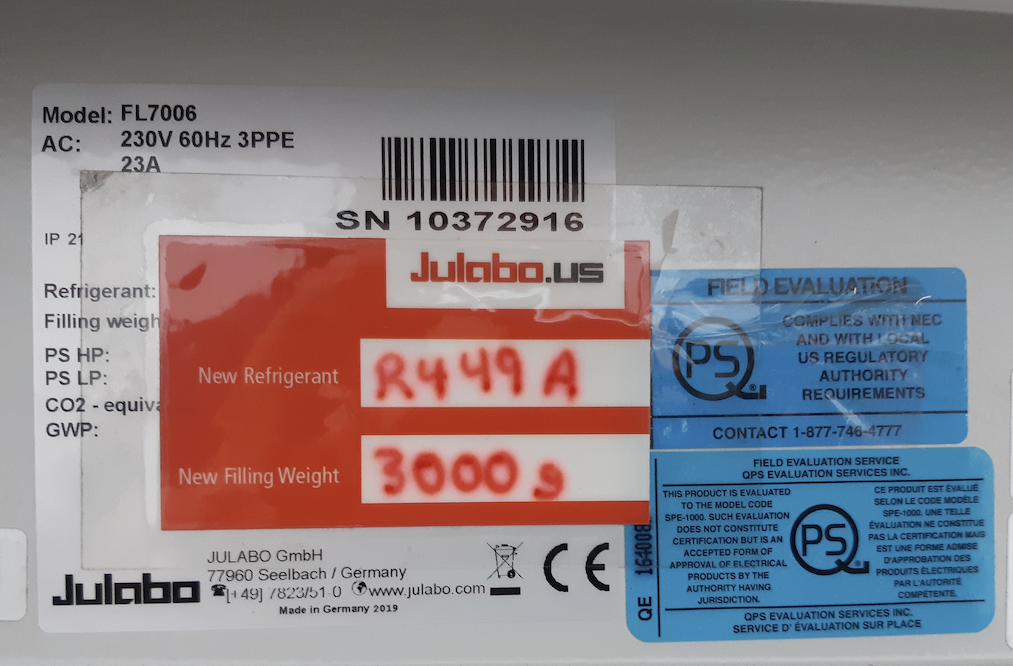 Model: FL7006
AC: 230V 60Hz 3PPE
23A
SN 10372916
IP 21
Refrigerant:
Filling weigh
PS HP:
PS LP:
CO2 - equiva
GWP:
Julabo.us
New Refrigerant R449A
New Filling Weight 3000 g
JULABO GmbH
77960 Seelbach / Germany
[+49] 7823/51-0 www.julabo.com
Made in Germany 2019
Julabo
CE
FIELD EVALUATION
PS
COMPLIES WITH NEC
AND WITH LOCAL
US REGULATORY
AUTHORITY
REQUIREMENTS
CONTACT 1-877-746-4777
FIELD EVALUATION SERVICE
QPS EVALUATION SERVICES INC.
THIS PRODUCT IS EVALUATED
TO THE MODEL CODE
SPE-1000. SUCH EVALUATION
DOES NOT CONSTITUTE
CERTIFICATION BUT IS AN
ACCEPTED FORM OF
APPROVAL OF ELECTRICAL
PRODUCTS BY THE
AUTHORITY HAVING
JURISDICTION.
PS
CE PRODUIT EST ÉVALUÉ
SELON LE CODE MODÈLE
SPE-1000. UNE TELLE
ÉVALUATION NE CONSTITUE
PAS LA CERTIFICATION MAIS
EST UNE FORME ADMISE
D'APPROBATION DES
PRODUITS ÉLECTRIQUES
PAR L'AUTORITÉ
COMPÉTENTE.
QPS EVALUATION SERVICES INC.
SERVICE D' ÉVALUATION SUR PLACE
QE